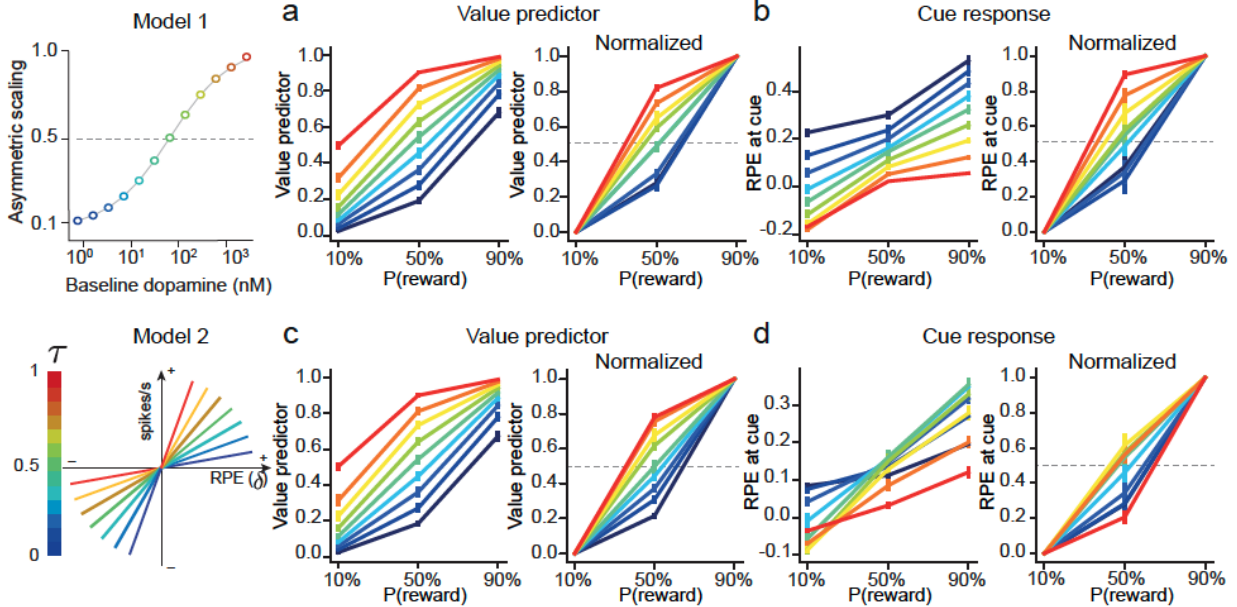 Model 1
Asymmetric scaling
1.0
0.5
0.1
10⁰
10¹
10²
10³
Baseline dopamine (nM)
a
Value predictor
Value predictor
1.0
0.8
0.6
0.4
0.2
0.0
10%
50%
90%
P(reward)
Normalized
Value predictor
1.0
0.8
0.6
0.4
0.2
0.0
10%
50%
90%
P(reward)
b
Cue response
RPE at cue
0.4
0.2
0.0
-0.2
10%
50%
90%
P(reward)
Normalized
RPE at cue
1.0
0.8
0.6
0.4
0.2
0.0
10%
50%
90%
P(reward)
Model 2
τ
1
0.5
0
spikes/s
+
−
−
+
RPE (δ)
c
Value predictor
Value predictor
1.0
0.8
0.6
0.4
0.2
0.0
10%
50%
90%
P(reward)
Normalized
Value predictor
1.0
0.8
0.6
0.4
0.2
0.0
10%
50%
90%
P(reward)
d
Cue response
RPE at cue
0.3
0.2
0.1
0.0
-0.1
10%
50%
90%
P(reward)
Normalized
RPE at cue
1.0
0.8
0.6
0.4
0.2
0.0
10%
50%
90%
P(reward)